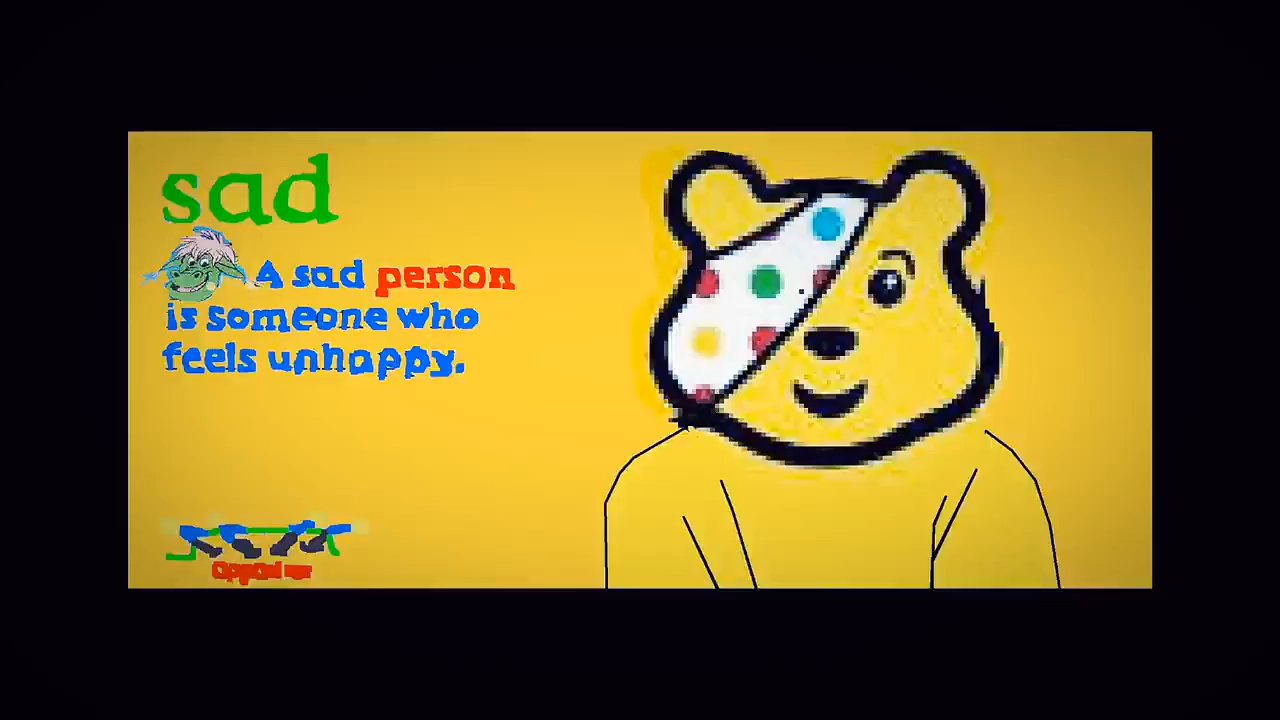 sad
A sad person
is someone who
feels unhappy.